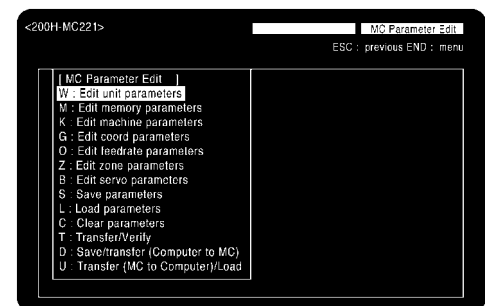 <200H-MC221>
MC Parameter Edit
ESC : previous END : menu
[ MC Parameter Edit ]
W : Edit unit parameters
M : Edit memory parameters
K : Edit machine parameters
G : Edit coord parameters
O : Edit feedrate parameters
Z : Edit zone parameters
B : Edit servo parameters
S : Save parameters
L : Load parameters
C : Clear parameters
T : Transfer/Verify
D : Save/transfer (Computer to MC)
U : Transfer (MC to Computer)/Load